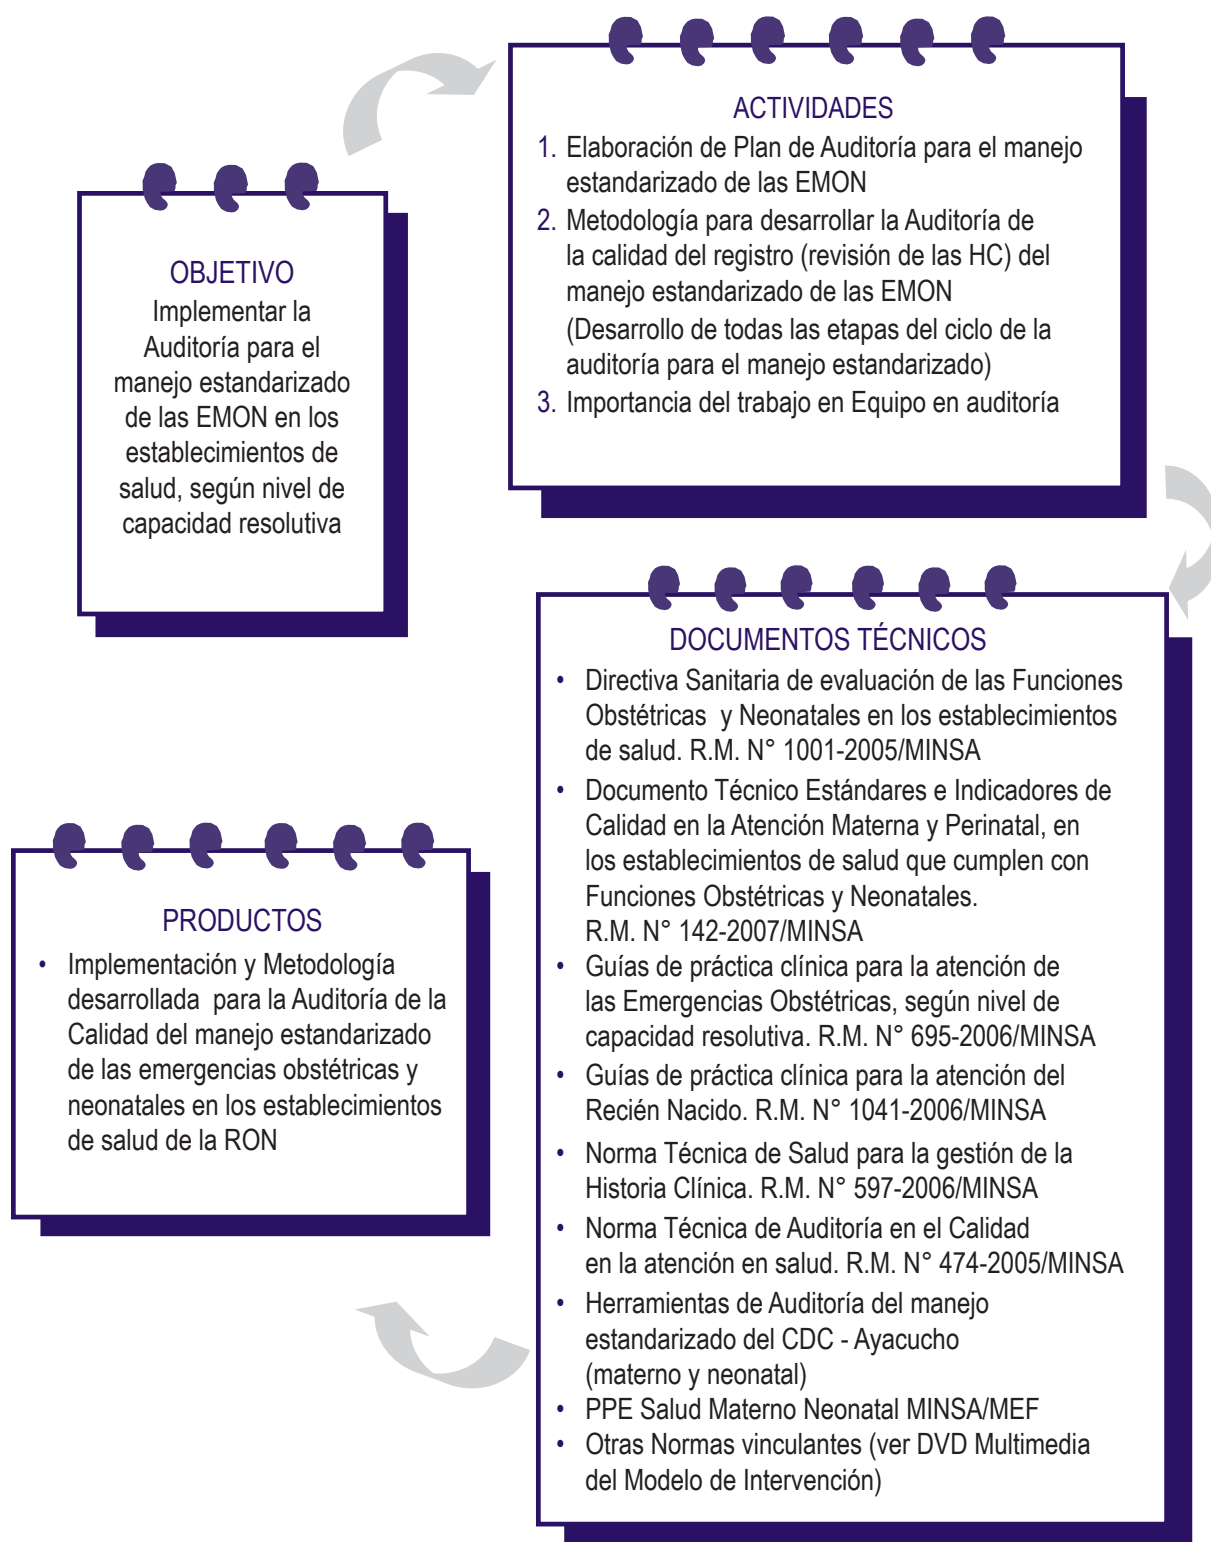 OBJETIVO
Implementar la
Auditoría para el
manejo estandarizado
de las EMON en los
establecimientos de
salud, según nivel de
capacidad resolutiva
ACTIVIDADES
1. Elaboración de Plan de Auditoría para el manejo
estandarizado de las EMON
2. Metodología para desarrollar la Auditoría de
la calidad del registro (revisión de las HC) del
manejo estandarizado de las EMON
(Desarrollo de todas las etapas del ciclo de la
auditoría para el manejo estandarizado)
3. Importancia del trabajo en Equipo en auditoría
DOCUMENTOS TÉCNICOS
• Directiva Sanitaria de evaluación de las Funciones
Obstétricas y Neonatales en los establecimientos
de salud. R.M. N° 1001-2005/MINSA
• Documento Técnico Estándares e Indicadores de
Calidad en la Atención Materna y Perinatal, en
los establecimientos de salud que cumplen con
Funciones Obstétricas y Neonatales.
R.M. N° 142-2007/MINSA
• Guías de práctica clínica para la atención de
las Emergencias Obstétricas, según nivel de
capacidad resolutiva. R.M. N° 695-2006/MINSA
• Guías de práctica clínica para la atención del
Recién Nacido. R.M. N° 1041-2006/MINSA
• Norma Técnica de Salud para la gestión de la
Historia Clínica. R.M. N° 597-2006/MINSA
• Norma Técnica de Auditoría en el Calidad
en la atención en salud. R.M. N° 474-2005/MINSA
• Herramientas de Auditoría del manejo
estandarizado del CDC - Ayacucho
(materno y neonatal)
• PPE Salud Materno Neonatal MINSA/MEF
• Otras Normas vinculantes (ver DVD Multimedia
del Modelo de Intervención)
PRODUCTOS
• Implementación y Metodología
desarrollada para la Auditoría de la
Calidad del manejo estandarizado
de las emergencias obstétricas y
neonatales en los establecimientos
de salud de la RON